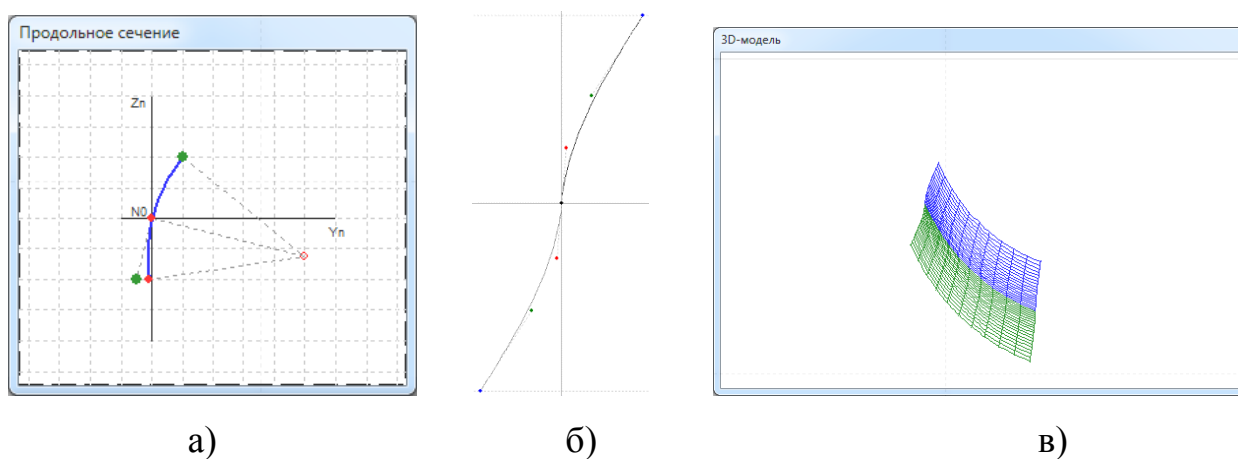 Продольное сечение
Zn
N0
Yn
3D-модель
а)
б)
в)